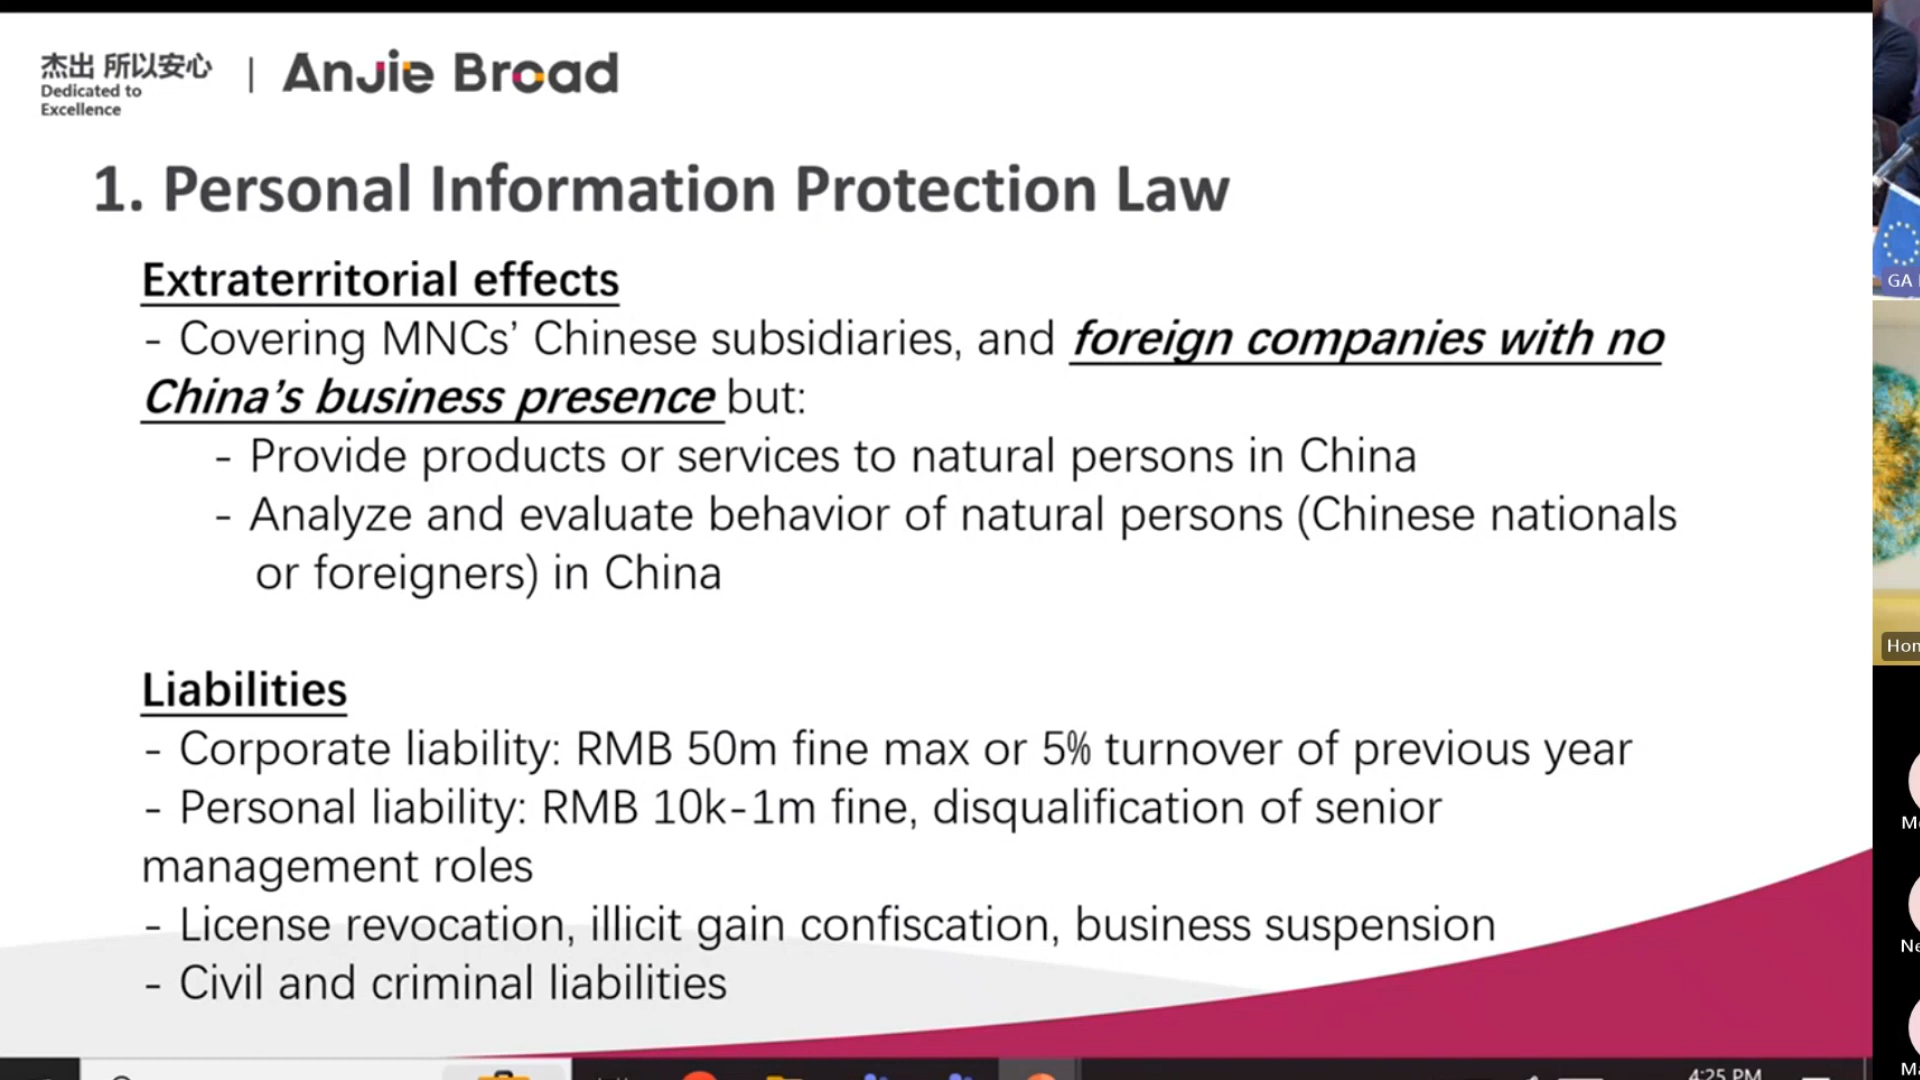 杰出 所以安心
Dedicated to
Excellence
AnJie Broad
1. Personal Information Protection Law
Extraterritorial effects
- Covering MNCs’ Chinese subsidiaries, and foreign companies with no
China’s business presence but:
- Provide products or services to natural persons in China
- Analyze and evaluate behavior of natural persons (Chinese nationals
or foreigners) in China
Liabilities
- Corporate liability: RMB 50m fine max or 5% turnover of previous year
- Personal liability: RMB 10k-1m fine, disqualification of senior
management roles
- License revocation, illicit gain confiscation, business suspension
- Civil and criminal liabilities
GA
4:25 PM